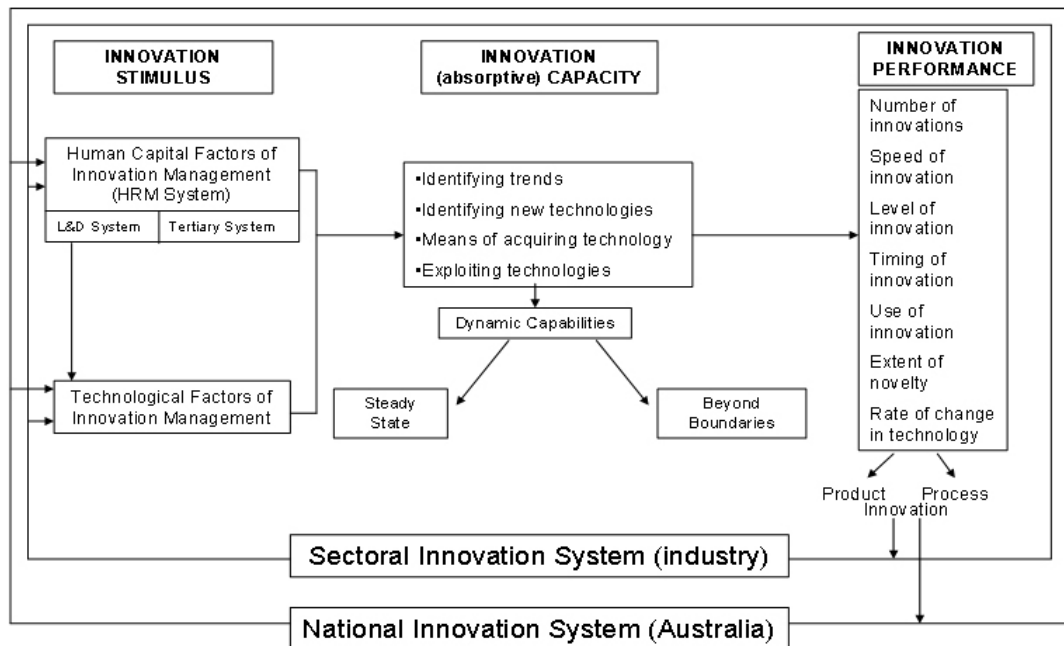 INNOVATION
STIMULUS
INNOVATION
(absorptive) CAPACITY
INNOVATION
PERFORMANCE
Human Capital Factors of
Innovation Management
(HRM System)
L&D System
Tertiary System
Technological Factors of
Innovation Management
▪Identifying trends
▪Identifying new technologies
▪Means of acquiring technology
▪Exploiting technologies
Dynamic Capabilities
Steady
State
Beyond
Boundaries
Number of
innovations
Speed of
innovation
Level of
innovation
Timing of
innovation
Use of
innovation
Extent of
novelty
Rate of change
in technology
Product
Process
Innovation
Sectoral Innovation System (industry)
National Innovation System (Australia)